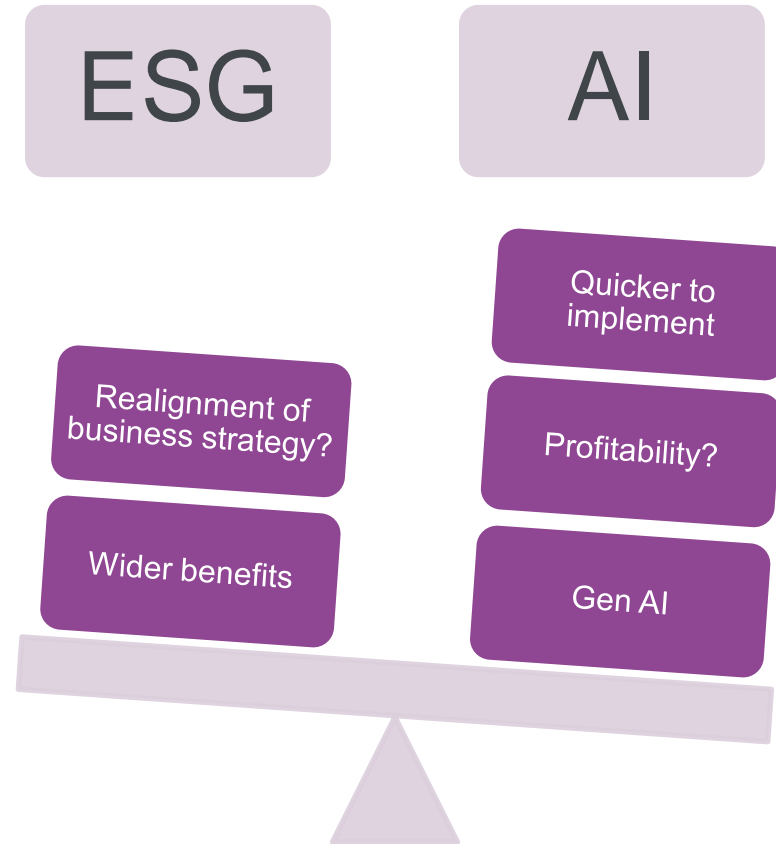 ESG
AI
Quicker to
implement
Realignment of
business strategy?
Profitability?
Wider benefits
Gen AI